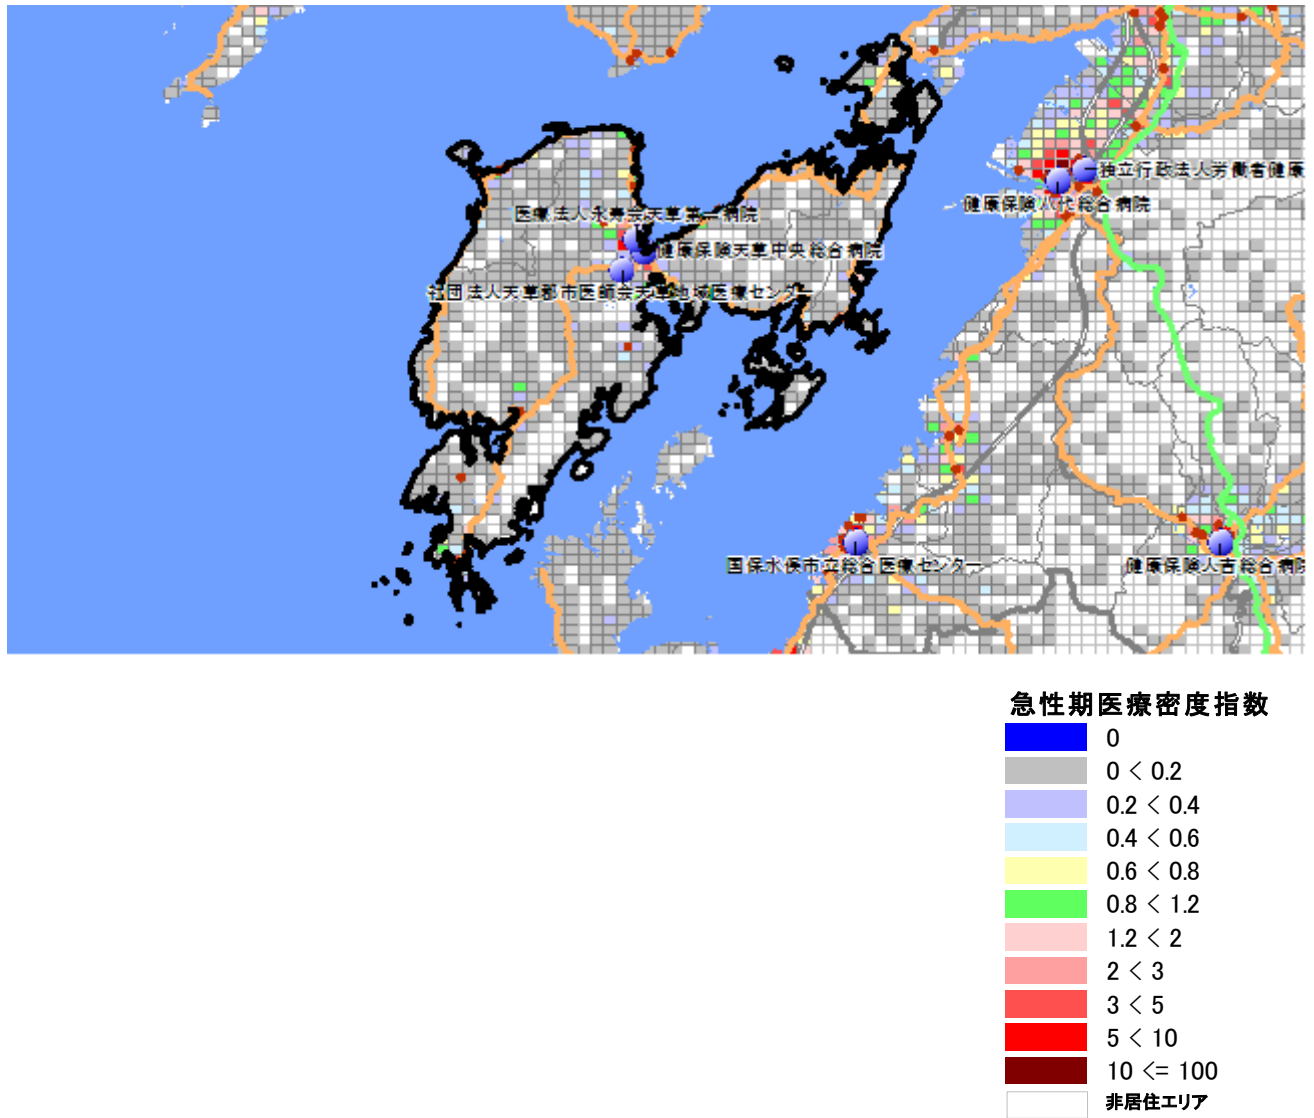 独立行政法人労働者健康
健康保険八代総合病院
医療法人永寿会天草第一病院
健康保険天草中央総合病院
社団法人天草郡市医師会天草地域医療センター
国保水俣市立総合医療センター
健康保険人吉総合病院
急性期医療密度指数
0
0 < 0.2
0.2 < 0.4
0.4 < 0.6
0.6 < 0.8
0.8 < 1.2
1.2 < 2
2 < 3
3 < 5
5 < 10
10 <= 100
非居住エリア